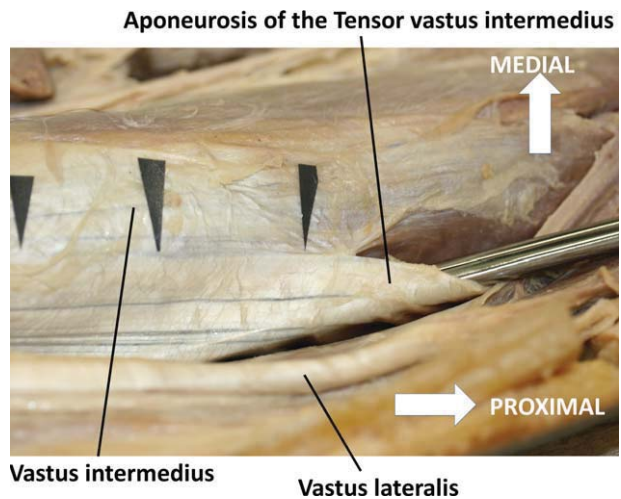 Aponeurosis of the Tensor vastus intermedius
MEDIAL
PROXIMAL
Vastus intermedius
Vastus lateralis